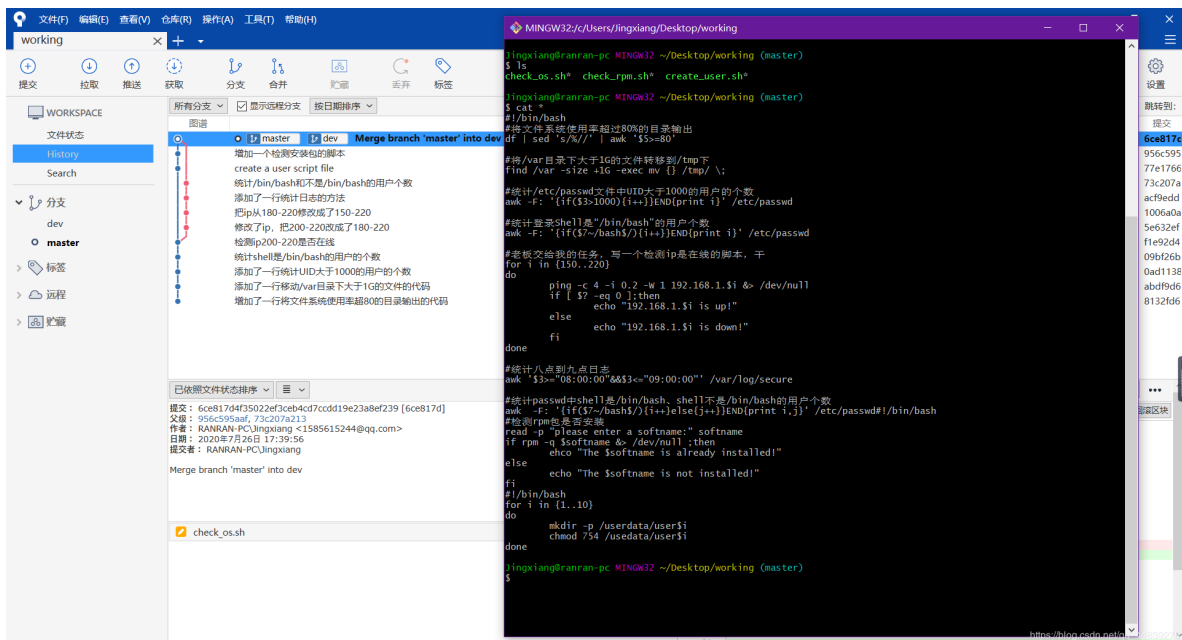 文件(F) 编辑(E) 查看(V) 仓库(R) 操作(A) 工具(T) 帮助(H)
working
提交 拉取 推送 获取 分支 合并 贮藏 丢弃 标签
设置
WORKSPACE
文件状态
History
Search
分支
dev
master
标签
远程
贮藏
所有分支 显示远程分支 按日期排序
跳转到:
图谱
提交
master dev Merge branch 'master' into dev
增加一个检测安装包的脚本
create a user script file
统计/bin/bash和不是/bin/bash的用户个数
添加了一行统计日志的方法
把ip从180-220修改成了150-220
修改了ip，把200-220改成了180-220
检测ip200-220是否在线
统计shell是/bin/bash的用户的个数
添加了一行统计UID大于1000的用户的个数
添加了一行移动/var目录下大于1G的文件的代码
增加了一行将文件系统使用率超80的目录输出的代码
6ce817c
956c595
77e1766
73c207a
acf9edd
1006a0a
5e632ef
f1e92d4
09bf26b
0ad1138
abdf9d6
8132fd6
已依照文件状态排序
提交： 6ce817d4f35022ef3ceb4cd7ccdd19e23a8ef239 [6ce817d]
父级： 956c595aaf, 73c207a213
作者： RANRAN-PC\Jingxiang <1585615244@qq.com>
日期： 2020年7月26日 17:39:56
提交者： RANRAN-PC\Jingxiang
Merge branch 'master' into dev
check_os.sh
滚区块
MINGW32:/c/Users/Jingxiang/Desktop/working
Jingxiang@ranran-pc MINGW32 ~/Desktop/working (master)
$ ls
check_os.sh* check_rpm.sh* create_user.sh*
Jingxiang@ranran-pc MINGW32 ~/Desktop/working (master)
$ cat *
#!/bin/bash
#将文件系统使用率超过80%的目录输出
df | sed 's/%//' | awk '$5>=80'
#将/var目录下大于1G的文件转移到/tmp下
find /var -size +1G -exec mv {} /tmp/ \;
#统计/etc/passwd文件中UID大于1000的用户的个数
awk -F: '{if($3>1000){i++}}END{print i}' /etc/passwd
#统计登录Shell是"/bin/bash"的用户个数
awk -F: '{if($7~/bash$/){i++}}END{print i}' /etc/passwd
#老板交给我的任务，写一个检测ip是在线的脚本，干
for i in {150..220}
do
ping -c 4 -i 0.2 -W 1 192.168.1.$i &> /dev/null
if [ $? -eq 0 ];then
echo "192.168.1.$i is up!"
else
echo "192.168.1.$i is down!"
fi
done
#统计八点到九点日志
awk '$3>="08:00:00"&&$3<="09:00:00"' /var/log/secure
#统计passwd中shell是/bin/bash、shell不是/bin/bash的用户个数
awk -F: '{if($7~/bash$/){i++}else{j++}}END{print i,j}' /etc/passwd#!/bin/bash
#检测rpm包是否安装
read -p "please enter a softname:" softname
if rpm -q $softname &> /dev/null ;then
ehco "The $softname is already installed!"
else
echo "The $softname is not installed!"
fi
#!/bin/bash
for i in {1..10}
do
mkdir -p /userdata/user$i
chmod 754 /usedata/user$i
done
Jingxiang@ranran-pc MINGW32 ~/Desktop/working (master)
$